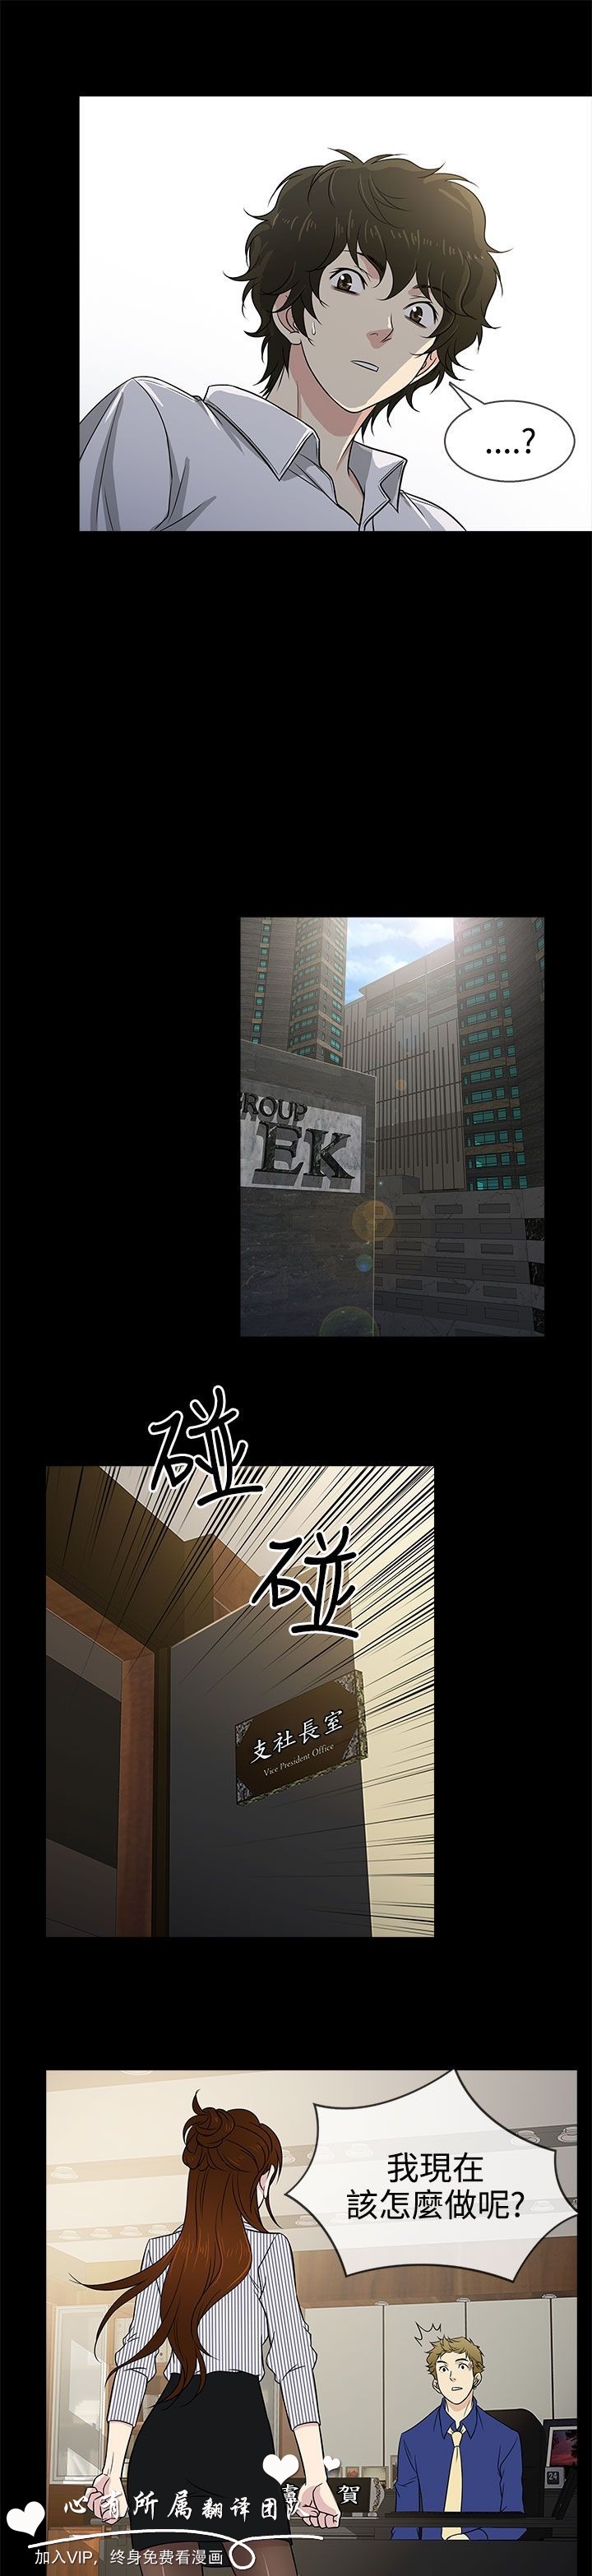 ....?
GROUP
EK
碰
碰
支社長室
Vice President Office
我現在
該怎麼做呢?
24
賀
心有所属翻译团队
加入VIP，终身免费看漫画